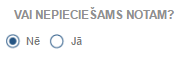 VAI NEPIECIEŠAMS NOTAM?
Nē Jā